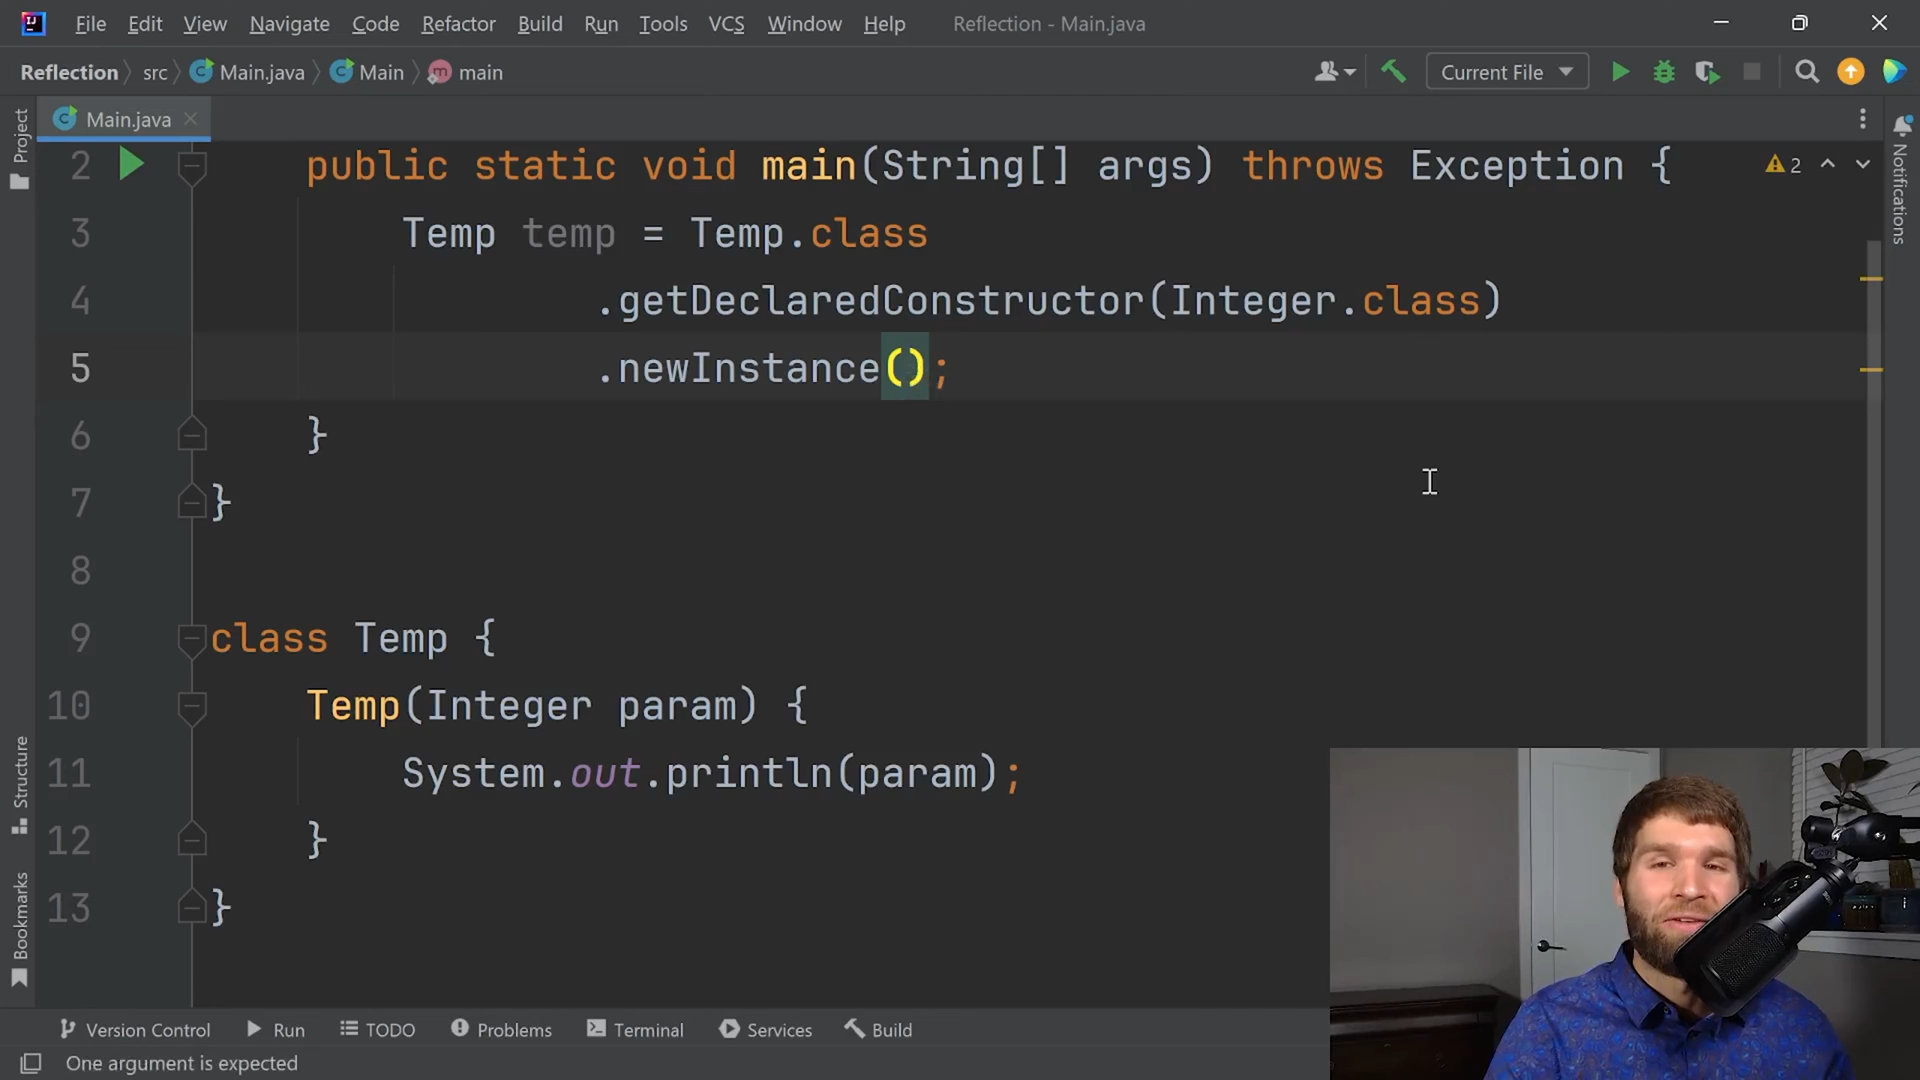 File Edit View Navigate Code Refactor Build Run Tools VCS Window Help Reflection - Main.java
Reflection src Main.java Main main Current File
Project
Main.java
2 public static void main(String[] args) throws Exception { 2
3 Temp temp = Temp.class
4 .getDeclaredConstructor(Integer.class)
5 .newInstance();
6 }
7 }
8
9 class Temp {
10 Temp(Integer param) {
11 System.out.println(param);
12 }
13 }
Notifications
Structure
Bookmarks
Version Control Run TODO Problems Terminal Services Build
One argument is expected